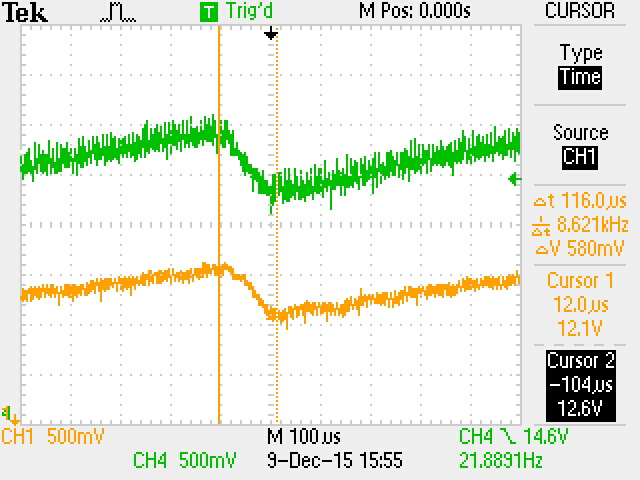 Tek T Trig'd M Pos: 0.000s CURSOR
Type
Time
Source
CH1
Δt 116.0µs
1/Δt 8.621kHz
ΔV 580mV
Cursor 1
12.0µs
12.1V
Cursor 2
-104µs
12.6V
CH1 500mV M 100µs CH4 14.6V
CH4 500mV 9-Dec-15 15:55 21.8891Hz